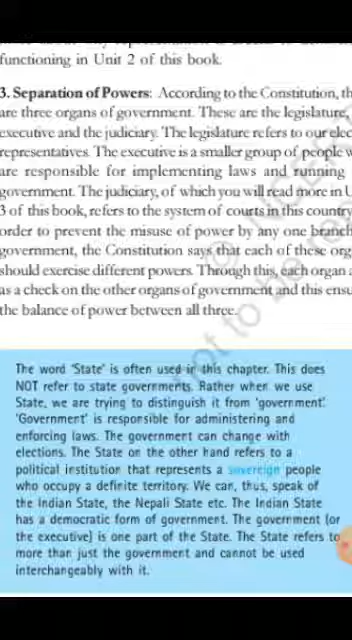 functioning in Unit 2 of this book.
3. Separation of Powers: According to the Constitution, th
are three organs of government. These are the legislature,
executive and the judiciary. The legislature refers to our elec
representatives. The executive is a smaller group of people w
are responsible for implementing laws and running
government. The judiciary, of which you will read more in U
3 of this book, refers to the system of courts in this country
order to prevent the misuse of power by any one branch
government, the Constitution says that each of these org
should exercise different powers. Through this, each organ a
as a check on the other organs of government and this ensu
the balance of power between all three.
The word 'State' is often used in this chapter. This does
NOT refer to state governments. Rather when we use
State, we are trying to distinguish it from 'government'.
'Government' is responsible for administering and
enforcing laws. The government can change with
elections. The State on the other hand refers to a
political institution that represents a sovereign people
who occupy a definite territory. We can, thus, speak of
the Indian State, the Nepali State etc. The Indian State
has a democratic form of government. The government (or
the executive) is one part of the State. The State refers to
more than just the government and cannot be used
interchangeably with it.